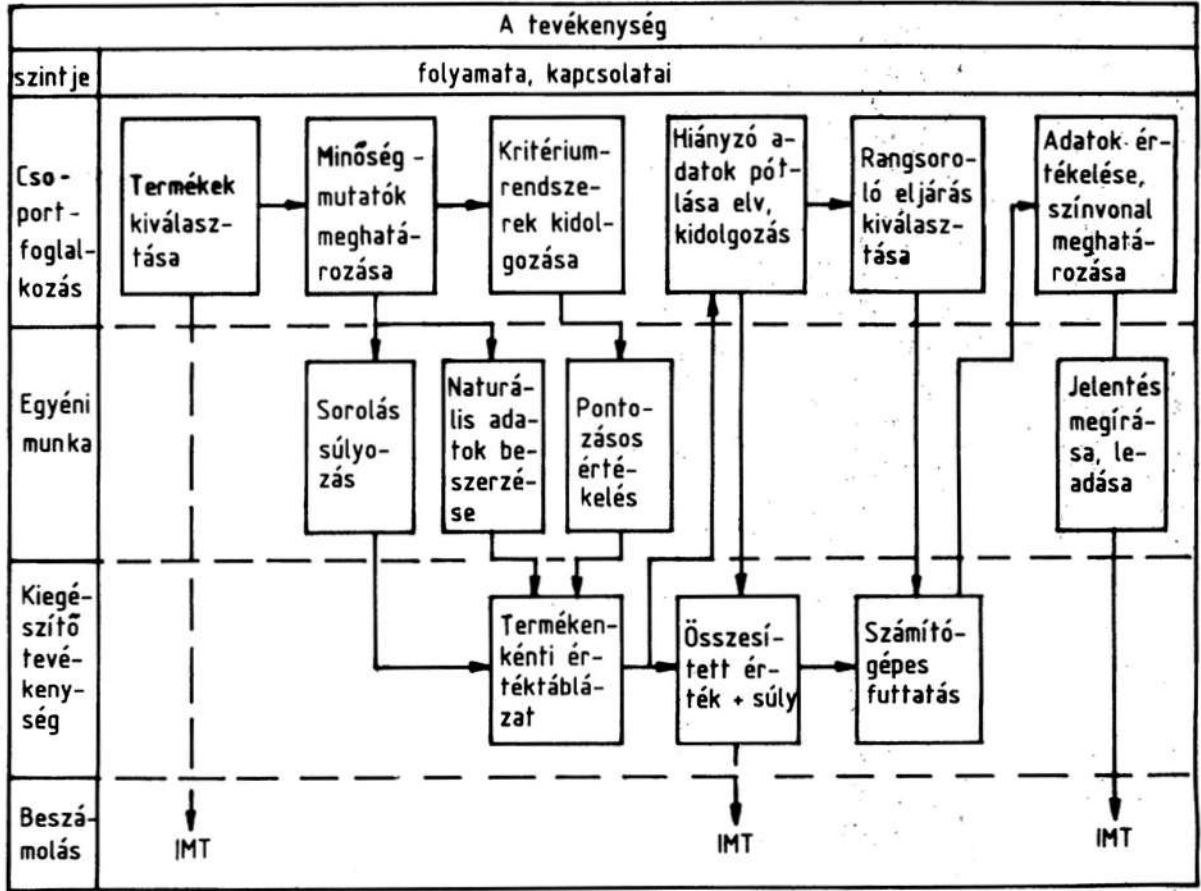 A tevékenység
szintje
folyamata, kapcsolatai
Cso-
port-
foglal-
kozás
Termékek
kiválasz-
tása
Minőség-
mutatók
meghatá-
rozása
Kritérium-
rendsze-
rek kidol-
gozása
Hiányzó a-
datok pót-
lása elv,
kidolgozás
Rangsoro-
ló eljárás
kiválasz-
tása
Adatok ér-
tékelése,
színvonal
meghatá-
rozása
Egyéni
munka
Sorolás
súlyo-
zás
Naturá-
lis ada-
tok be-
szerzé-
se
Ponto-
zásos
érté-
kelés
Jelentés
megírá-
sa, le-
adása
Kiegé-
szítő
tevé-
keny-
ség
Terméken-
kénti ér-
téktáblá-
zat
Összesí-
tett ér-
ték + súly
Számító-
gépes
futtatás
Beszá-
molás
IMT
IMT
IMT